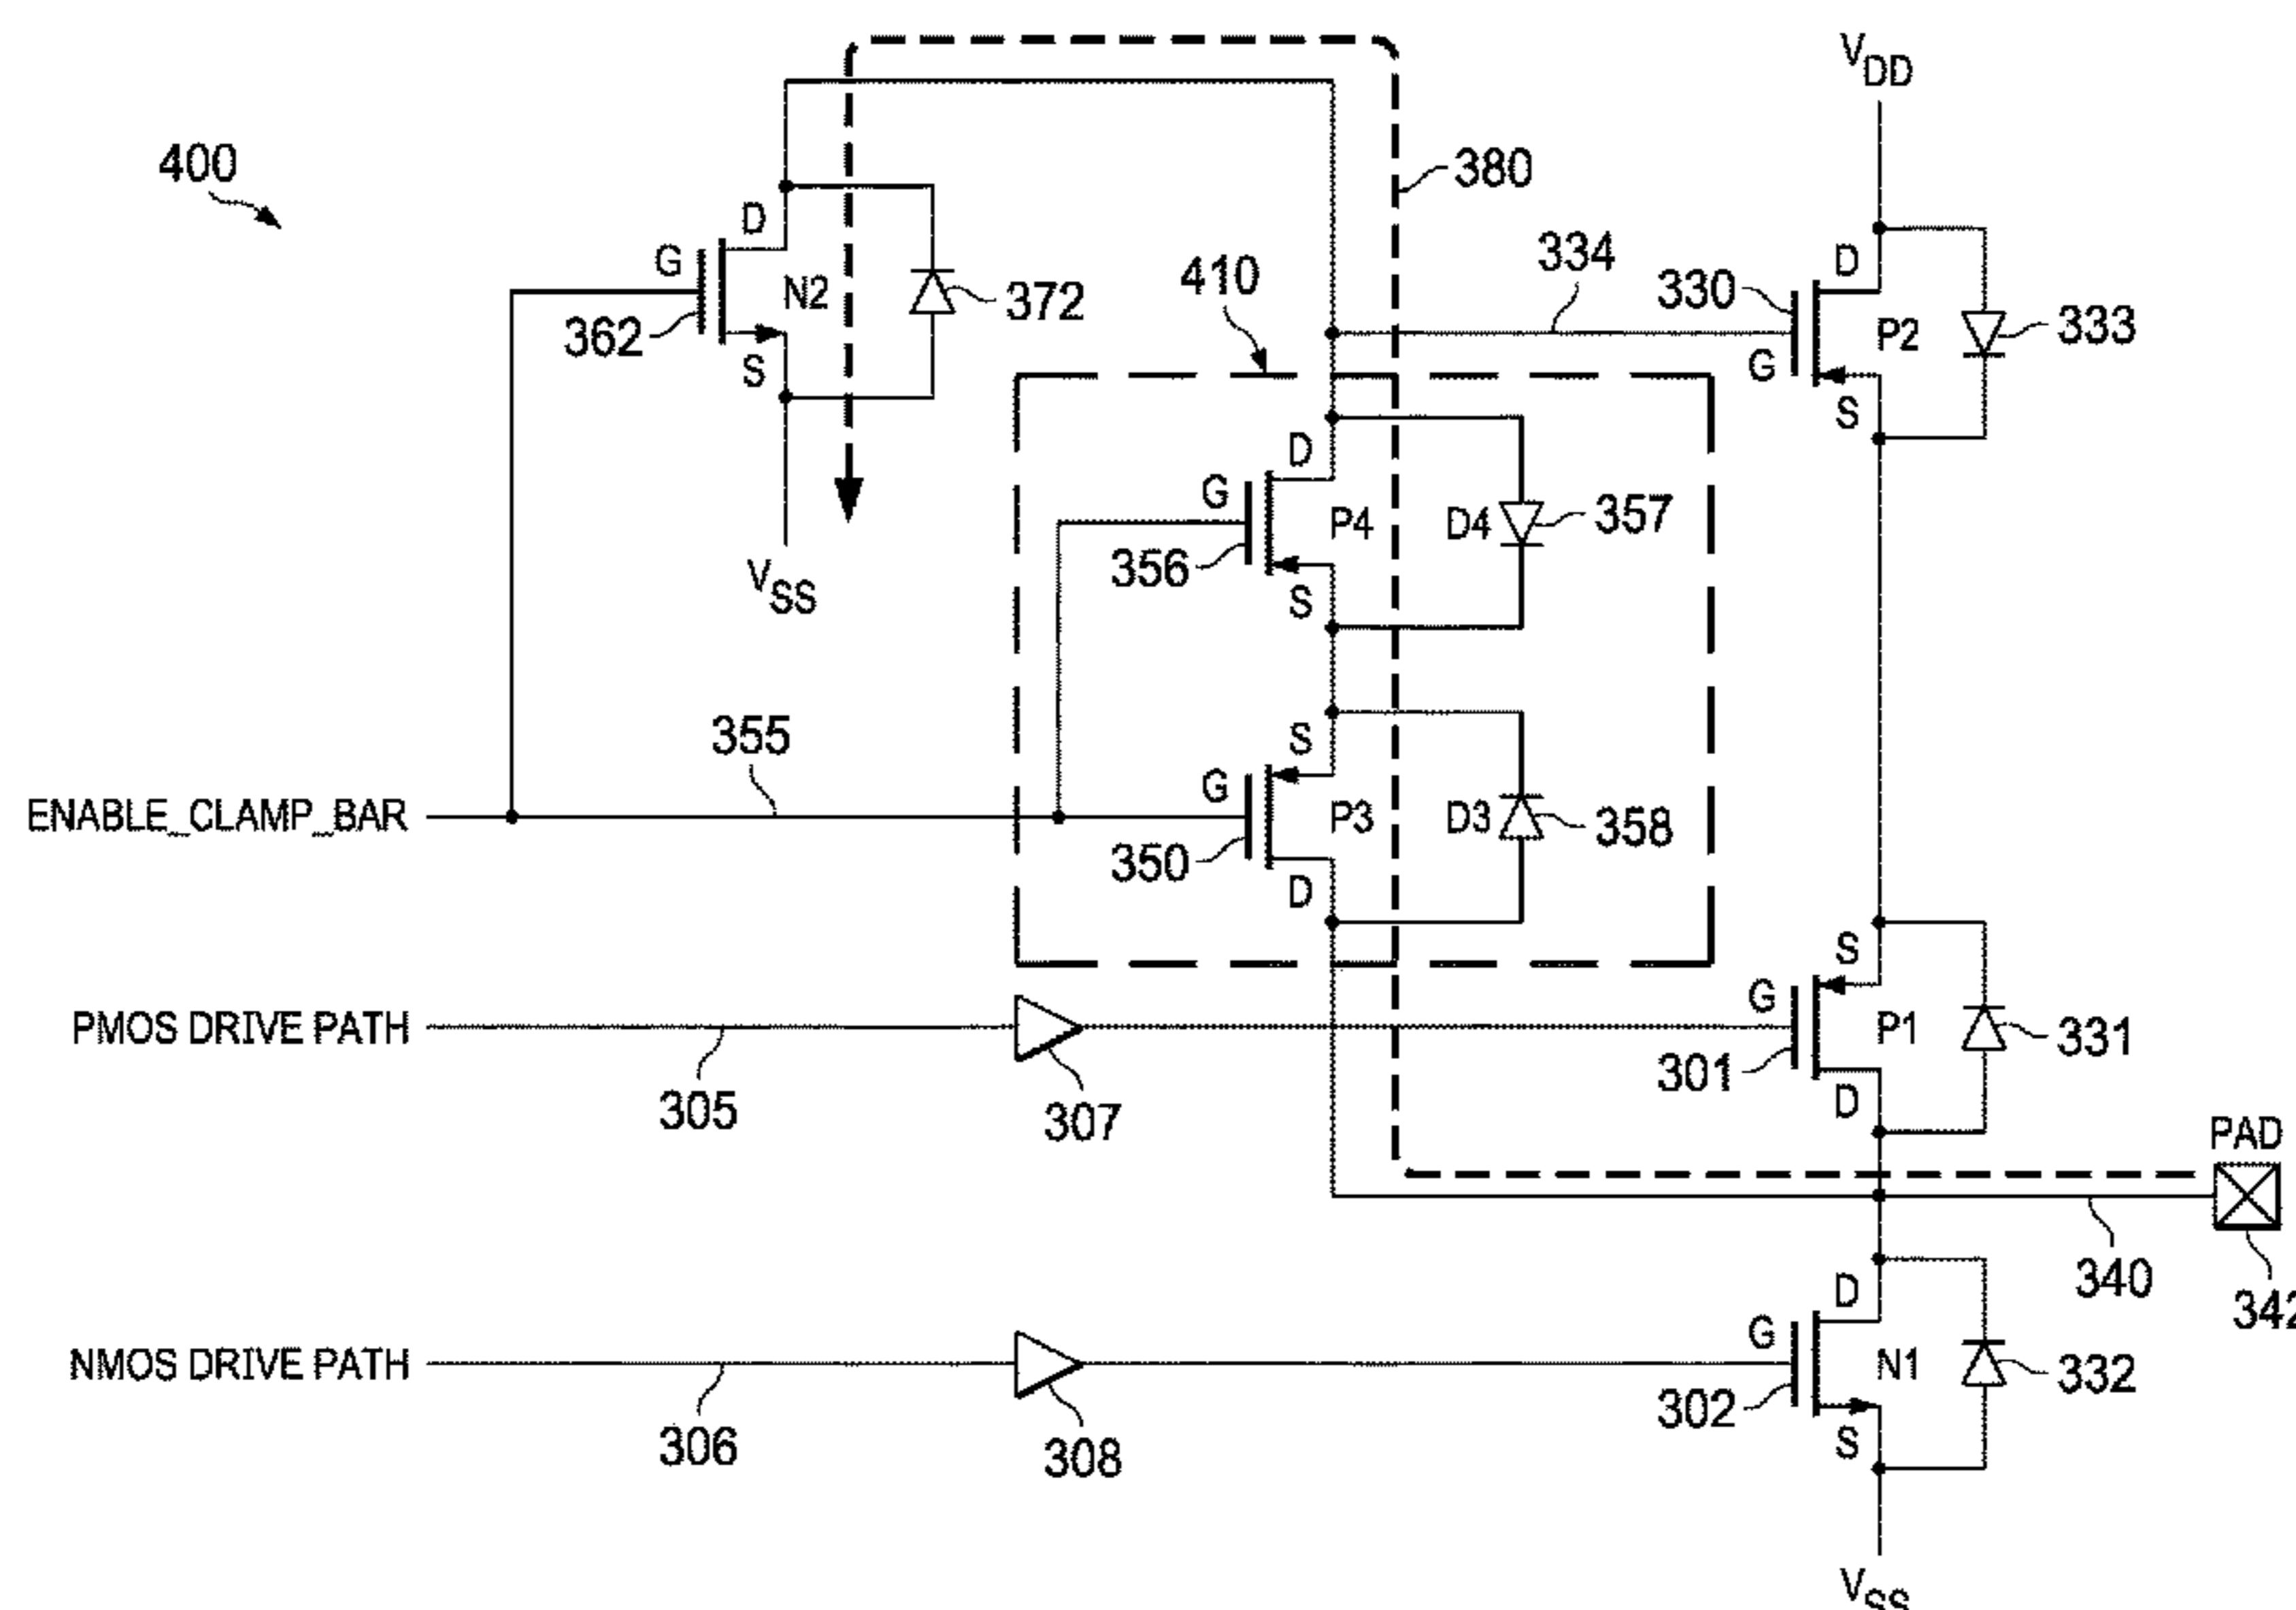 400
380
V_DD
D
G
N2
362
S
372
V_SS
410
334
330
D
P2
G
S
333
D
G
P4
356
S
D4
357
S
G
P3
350
D
D3
358
ENABLE_CLAMP_BAR
355
PMOS DRIVE PATH
305
307
S
G
P1
301
D
331
PAD
340
342
NMOS DRIVE PATH
306
308
D
G
N1
302
S
332
V_SS